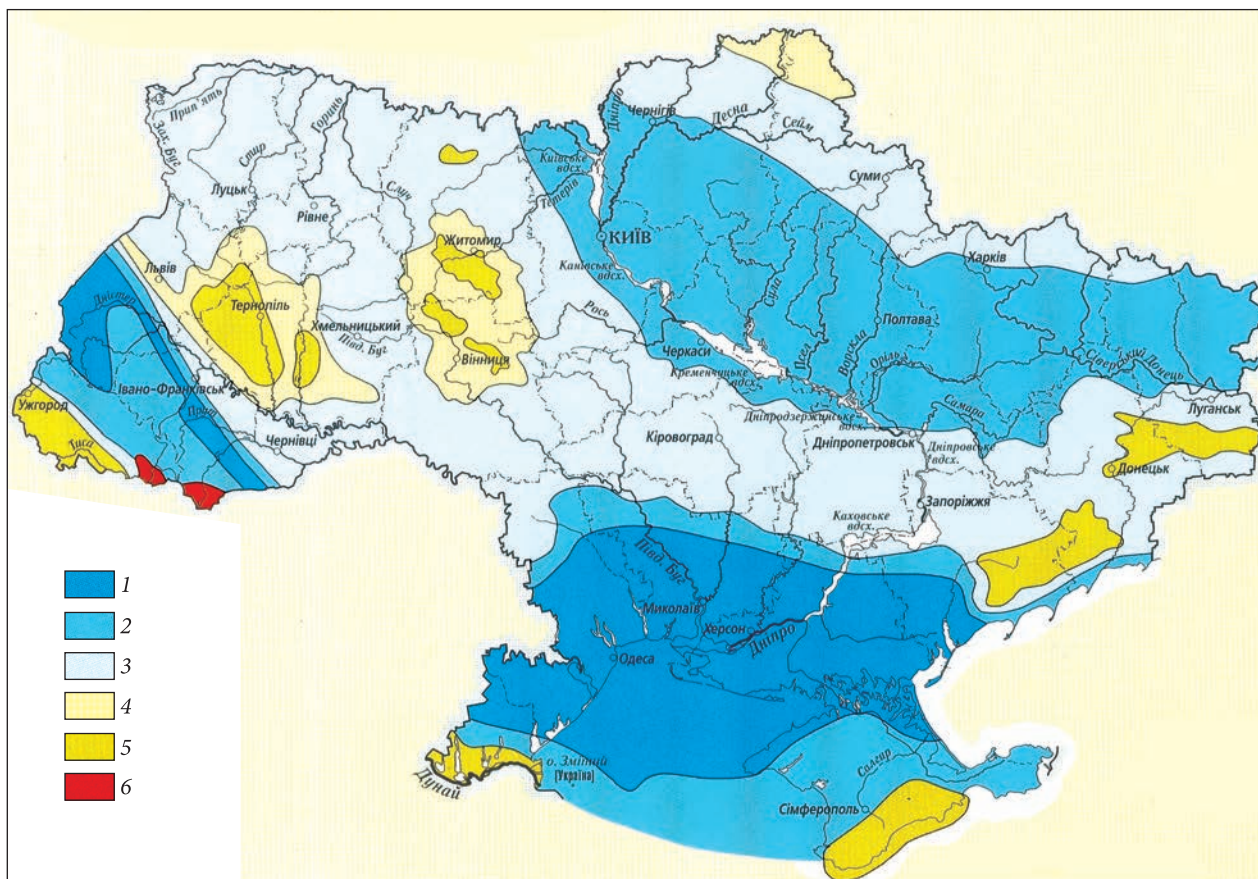 Прип'ять
Зах. Буг
Стир
Горинь
Случ
Луцьк
Рівне
Житомир
Тетерів
Київське
вдсх.
Дніпро
Чернігів
Десна
Сейм
Суми
КИЇВ
Канівське
вдсх.
Сула
Псел
Ворскла
Полтава
Харків
Оріль
Сіверський Донець
Луганськ
Львів
Дністер
Тернопіль
Хмельницький
Півд. Буг
Вінниця
Рось
Черкаси
Кременчуцьке
вдсх.
Дніпродзержинське
вдсх.
Самара
Дніпропетровськ
Дніпровське
вдсх.
Донецьк
Ужгород
Тиса
Івано-Франківськ
Прут
Чернівці
Кіровоград
Запоріжжя
Каховське
вдсх.
Півд. Буг
Миколаїв
Херсон
Дніпро
Одеса
Дунай
о. Зміїний
[Україна]
Салгир
Сімферополь
1
2
3
4
5
6